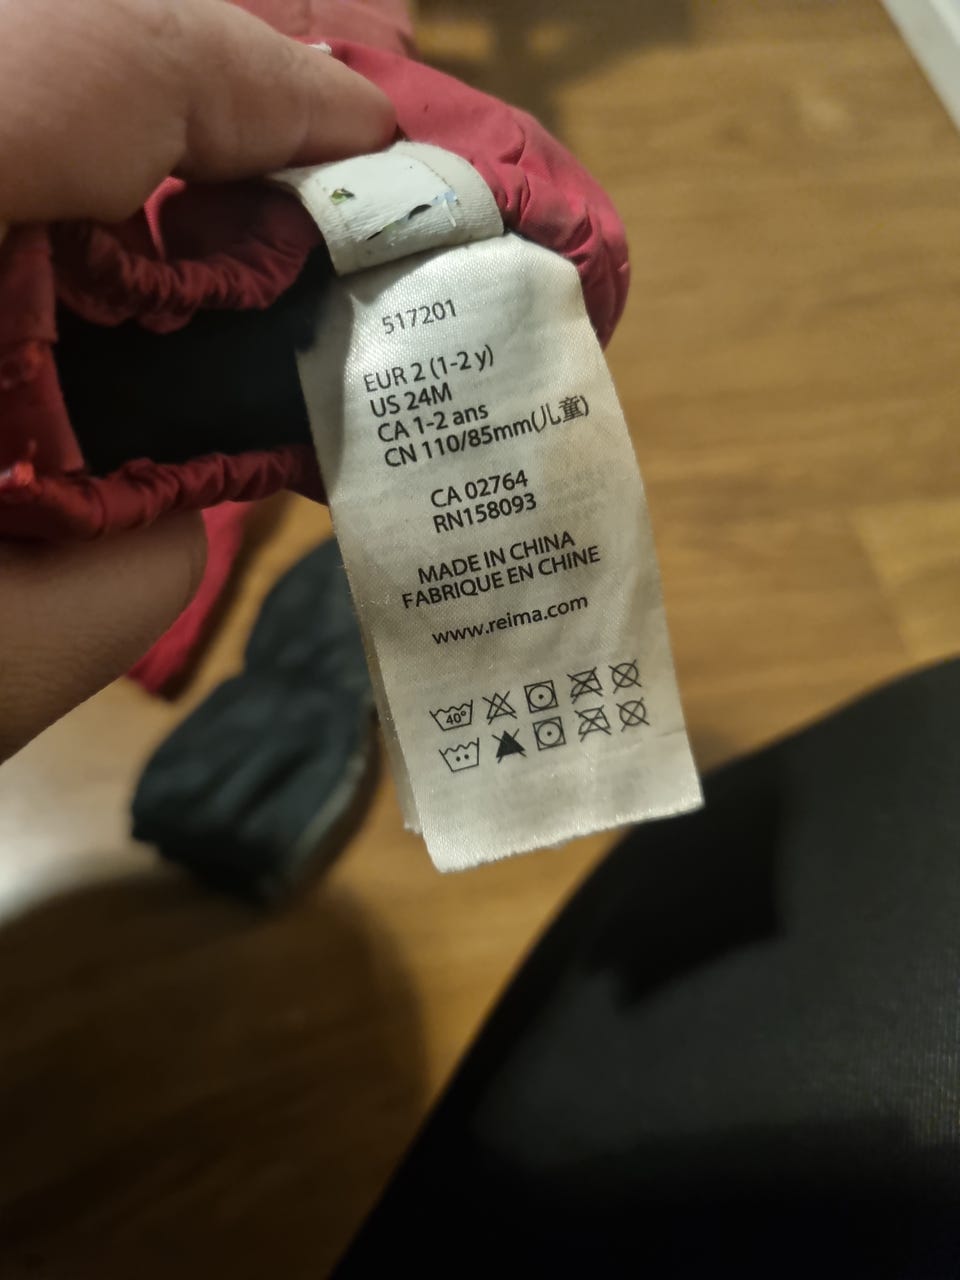 517201
EUR 2 (1-2 y)
US 24M
CA 1-2 ans
CN 110/85mm(儿童)
CA 02764
RN158093
MADE IN CHINA
FABRIQUE EN CHINE
www.reima.com
40°